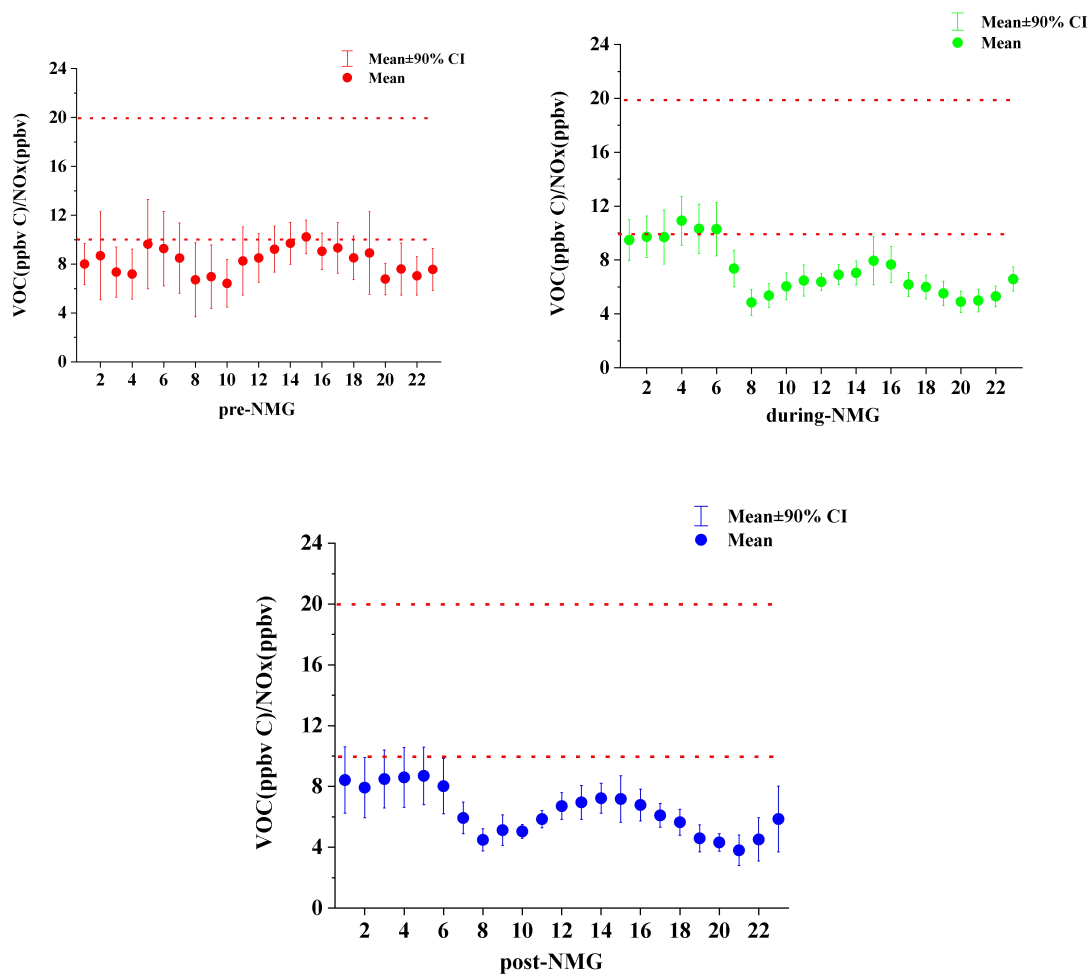 Mean±90% CI
Mean
24
20
16
12
8
4
0
VOC(ppbv C)/NOx(ppbv)
2 4 6 8 10 12 14 16 18 20 22
pre-NMG
Mean±90% CI
Mean
24
20
16
12
8
4
0
VOC(ppbv C)/NOx(ppbv)
2 4 6 8 10 12 14 16 18 20 22
during-NMG
Mean±90% CI
Mean
24
20
16
12
8
4
0
VOC(ppbv C)/NOx(ppbv)
2 4 6 8 10 12 14 16 18 20 22
post-NMG